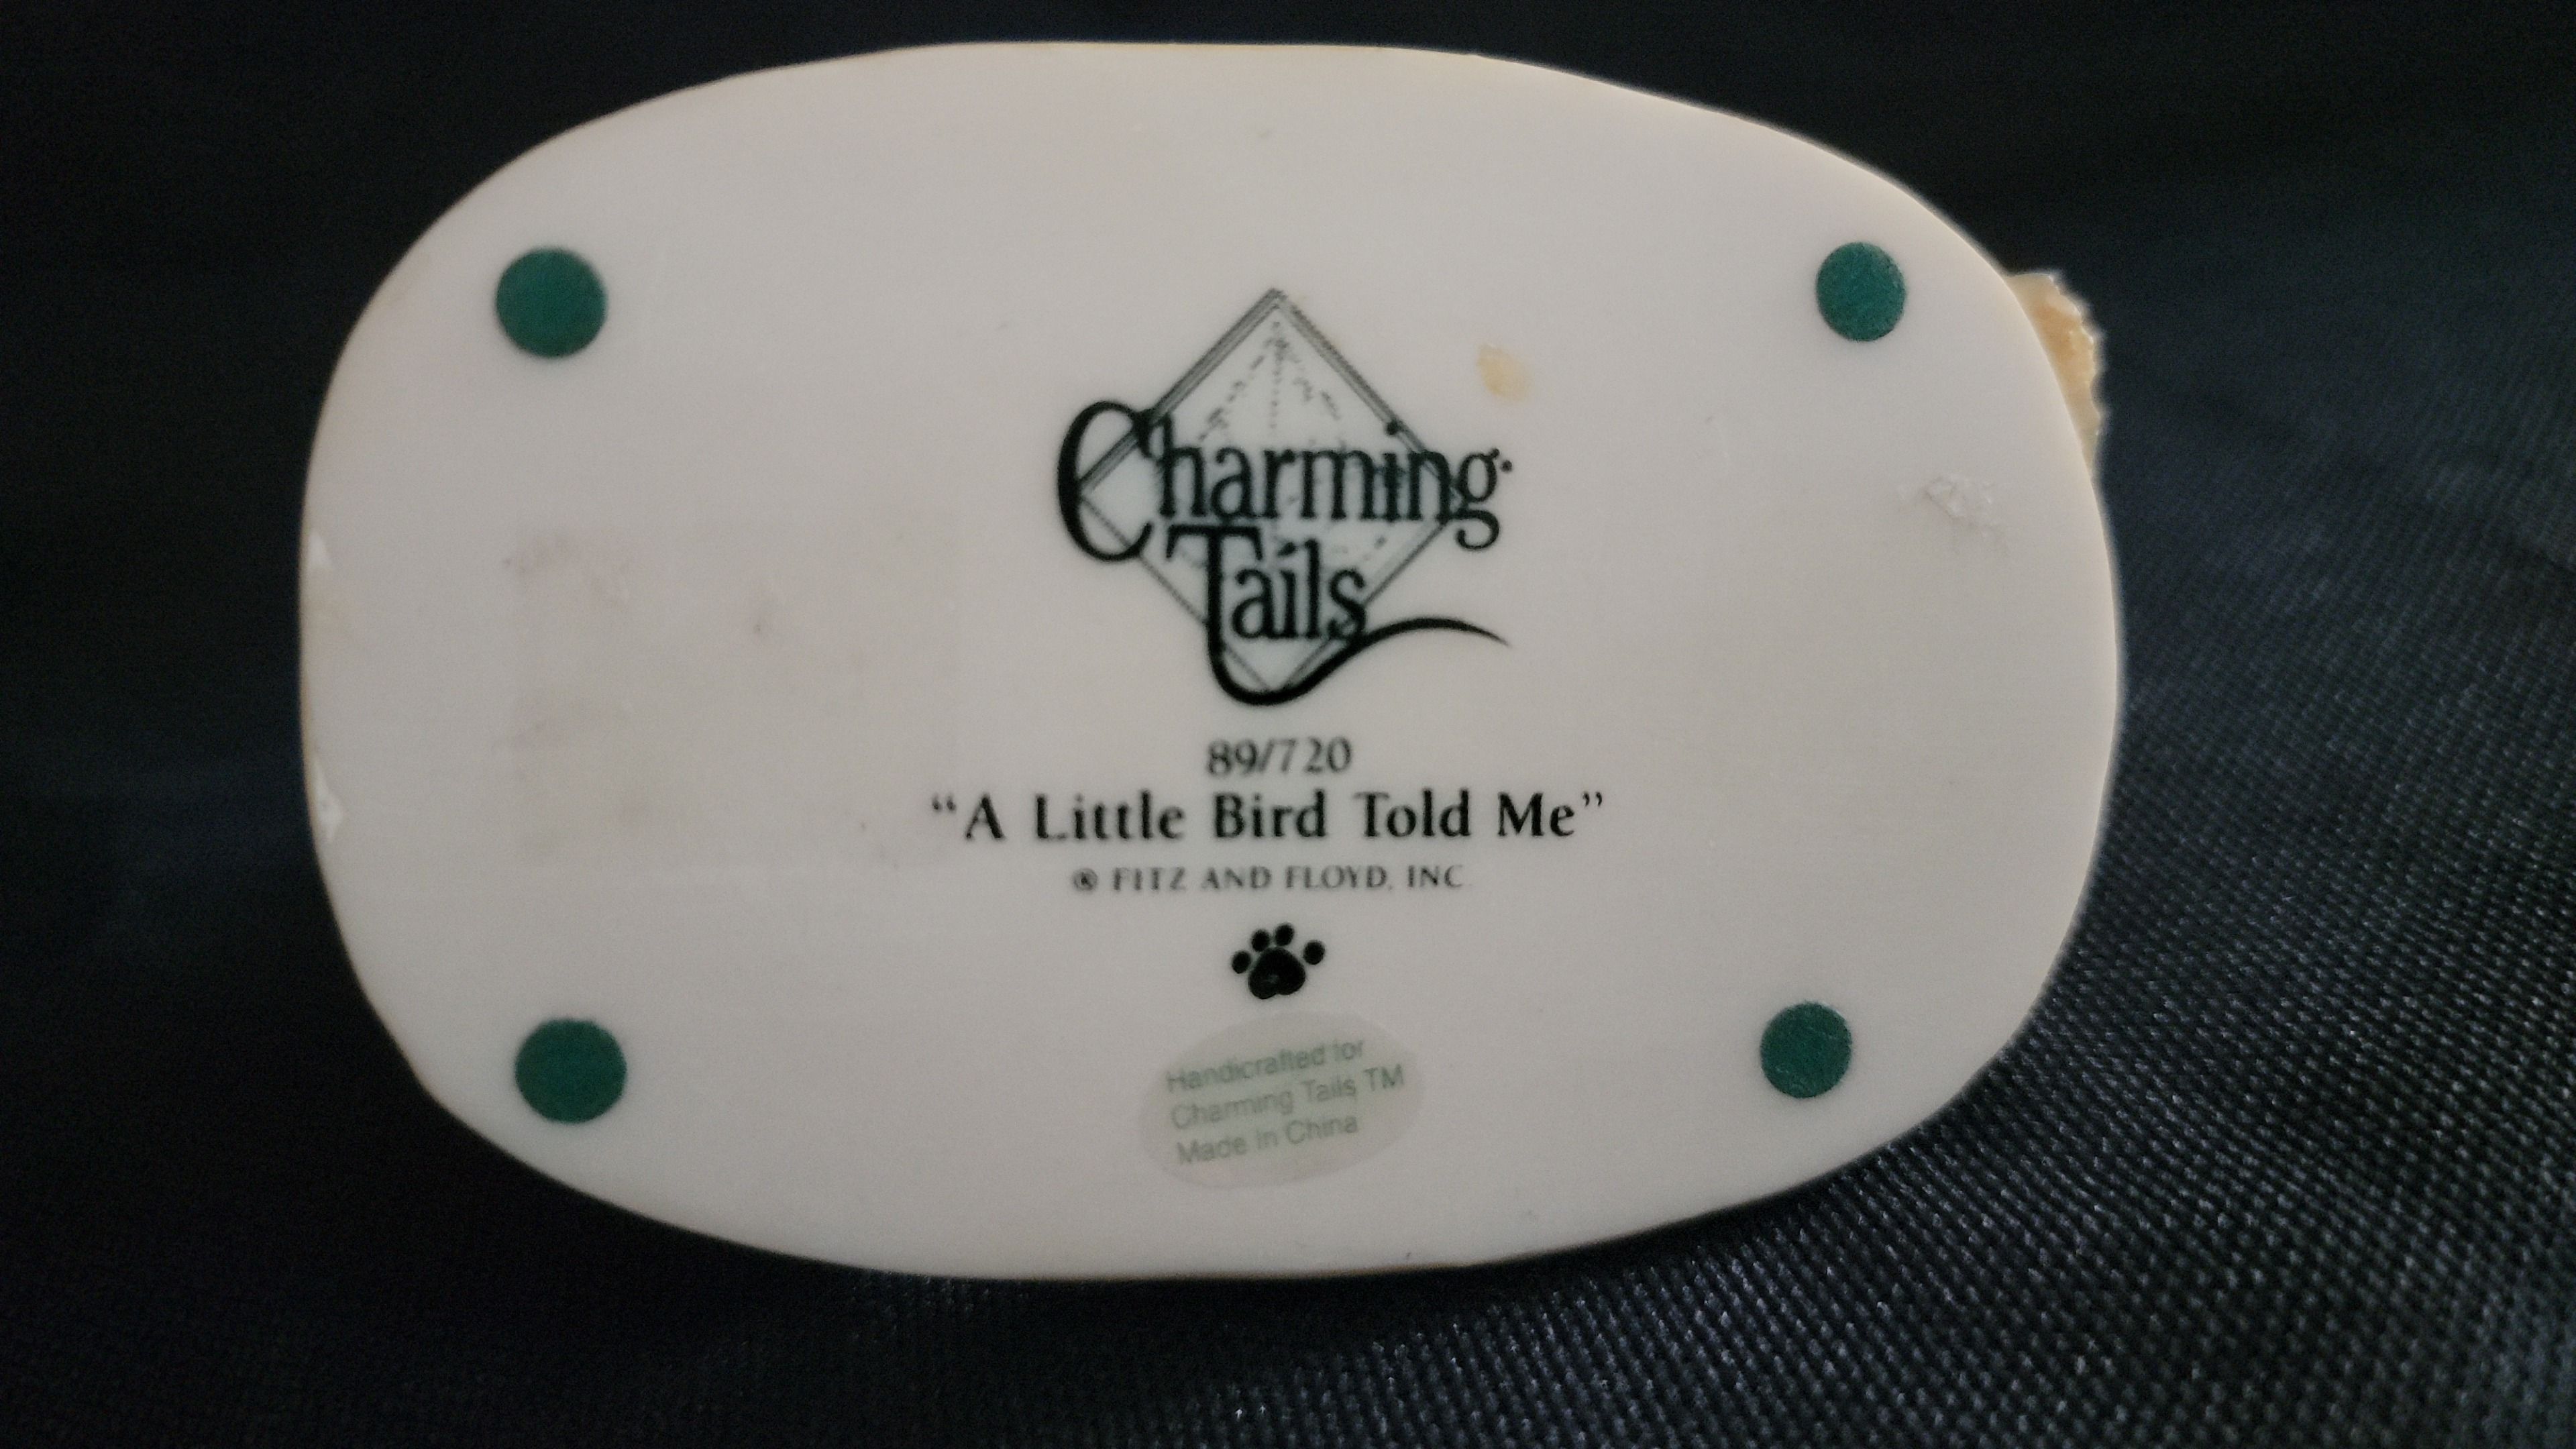 Charming
Tails
89/720
“A Little Bird Told Me”
® FITZ AND FLOYD, INC.
Handicrafted for
Charming Tails TM
Made In China